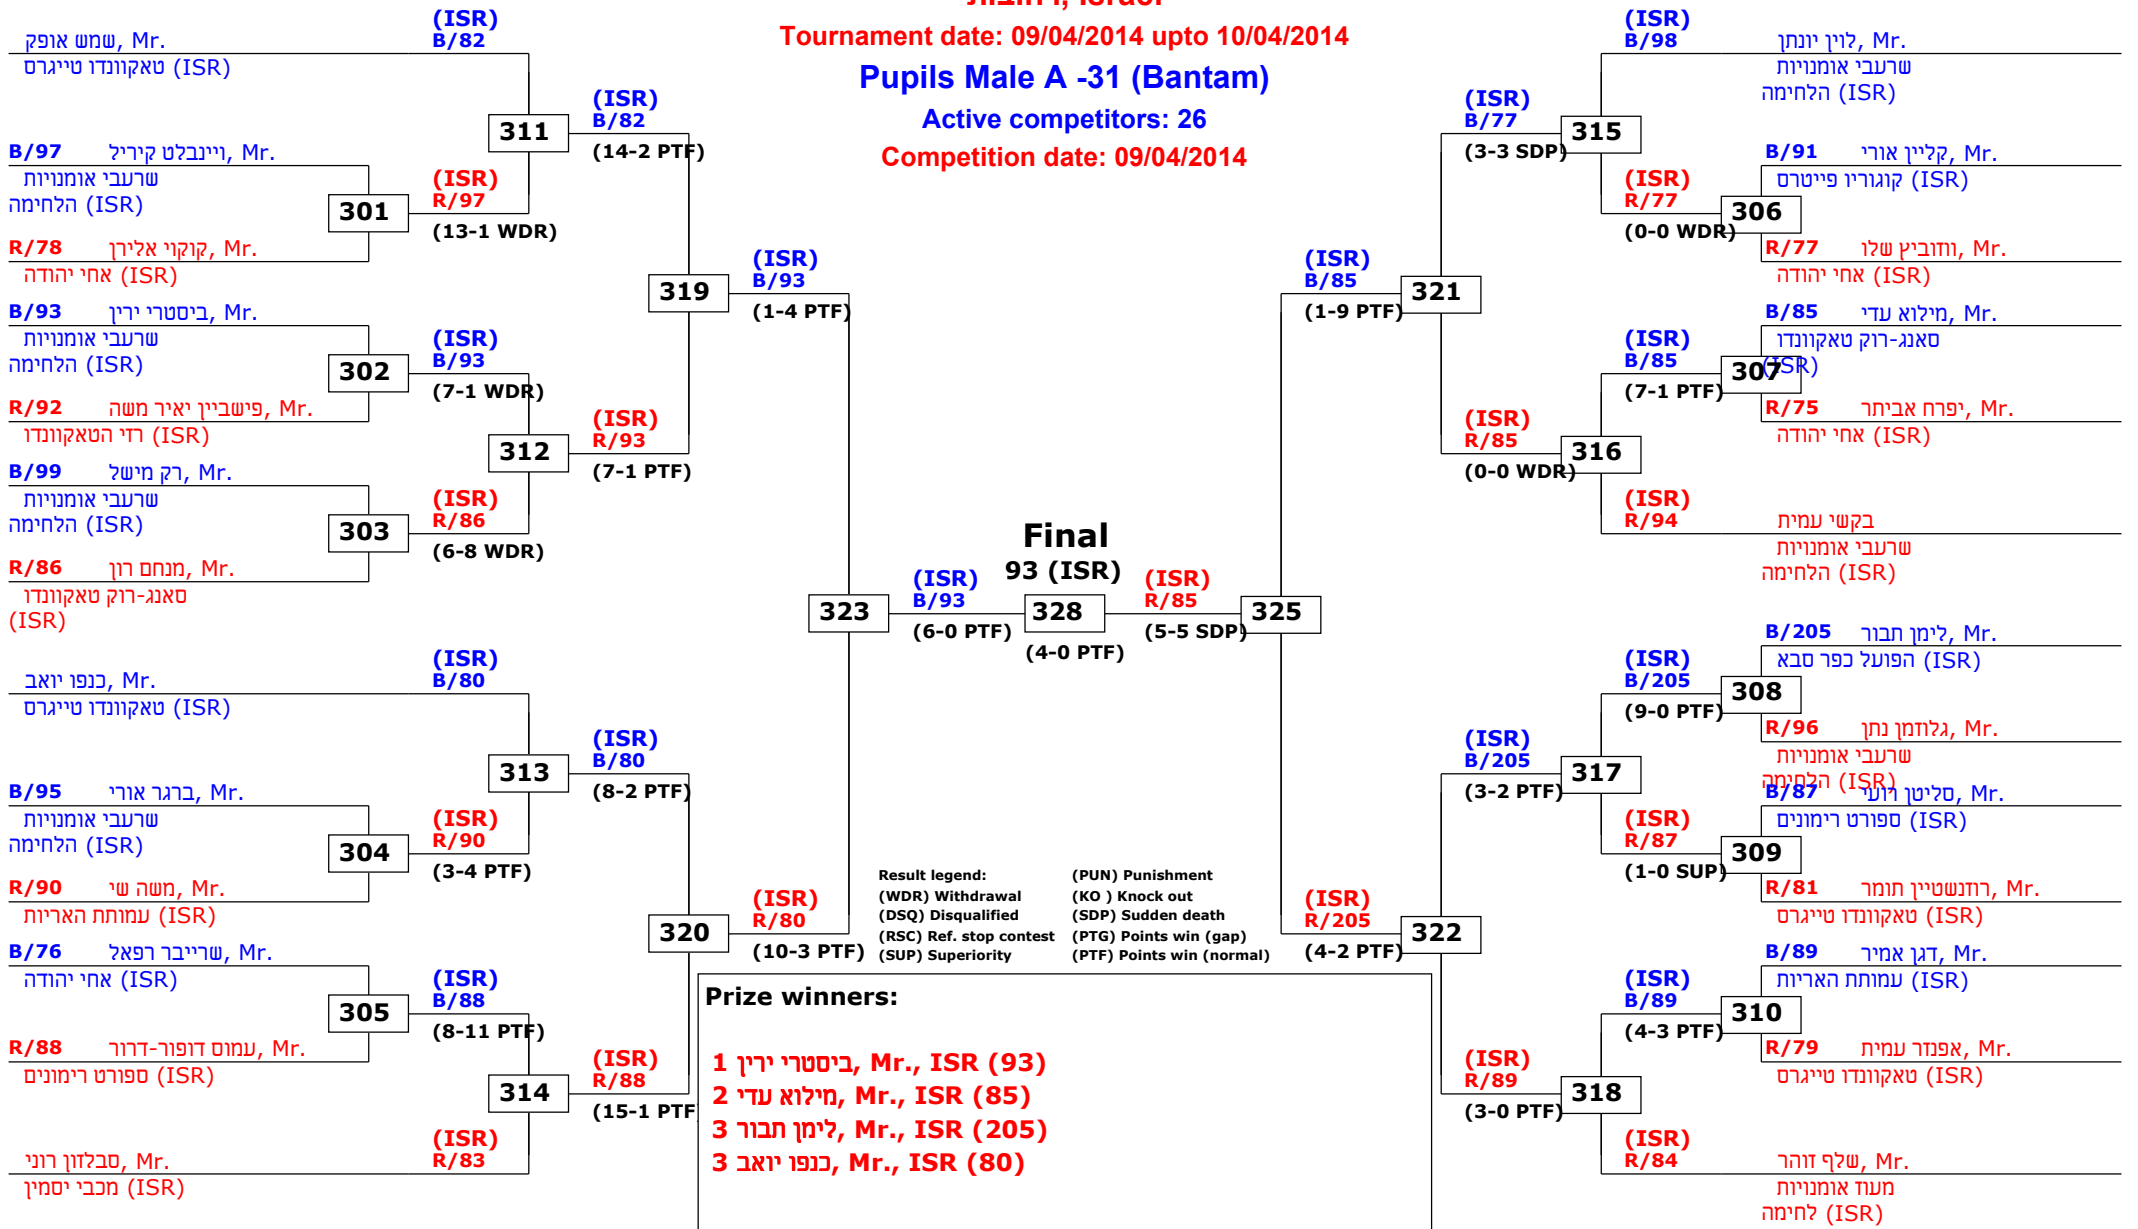 Tournament date: 09/04/2014 upto 10/04/2014
Pupils Male A -31 (Bantam)
Active competitors: 26
Competition date: 09/04/2014
(ISR)
B/82
שמש אופק, Mr.
טאקוונדו טייגרס (ISR)
311
(ISR)
B/82
(14-2 PTF)
B/97 ויינבלט קיריל, Mr.
שרעבי אומנויות
הלחימה (ISR)
301
(ISR)
R/97
(13-1 WDR)
R/78 קוקוי אלירן, Mr.
אחי יהודה (ISR)
319
(ISR)
B/93
(1-4 PTF)
B/93 ביסטרי ירין, Mr.
שרעבי אומנויות
הלחימה (ISR)
302
(ISR)
B/93
(7-1 WDR)
R/92 פישביין יאיר משה, Mr.
רזי הטאקוונדו (ISR)
312
(ISR)
R/93
(7-1 PTF)
B/99 רק מישל, Mr.
שרעבי אומנויות
הלחימה (ISR)
303
(ISR)
R/86
(6-8 WDR)
R/86 מנחם רון, Mr.
סאנג-רוק טאקוונדו
(ISR)
323
(ISR)
B/93
(6-0 PTF)
Final
93 (ISR)
328
(4-0 PTF)
(ISR)
R/85
(5-5 SDP)
325
(ISR)
B/80
כנפו יואב, Mr.
טאקוונדו טייגרס (ISR)
313
(ISR)
B/80
(8-2 PTF)
B/95 ברגר אורי, Mr.
שרעבי אומנויות
הלחימה (ISR)
304
(ISR)
R/90
(3-4 PTF)
R/90 משה שי, Mr.
עמותת האריות (ISR)
320
(ISR)
R/80
(10-3 PTF)
B/76 שרייבר רפאל, Mr.
אחי יהודה (ISR)
305
(ISR)
B/88
(8-11 PTF)
R/88 עמוס דופור-דרור, Mr.
ספורט רימונים (ISR)
314
(ISR)
R/88
(15-1 PTF
(ISR)
R/83
סבלדון רוני, Mr.
מכבי יסמין (ISR)
(ISR)
B/98
לוין יונתן, Mr.
שרעבי אומנויות
הלחימה (ISR)
315
(ISR)
B/77
(3-3 SDP)
B/91 קליין אורי, Mr.
קוגוריו פייטרס (ISR)
306
(ISR)
R/77
(0-0 WDR)
R/77 וודוביץ שלו, Mr.
אחי יהודה (ISR)
321
(ISR)
B/85
(1-9 PTF)
B/85 מילוא עדי, Mr.
סאנג-רוק טאקוונדו
(ISR)
307
(ISR)
B/85
(7-1 PTF)
R/75 יפרח אביתר, Mr.
אחי יהודה (ISR)
316
(ISR)
R/85
(0-0 WDR)
(ISR)
R/94
בקשי עמית
שרעבי אומנויות
הלחימה (ISR)
B/205 לימן תבור, Mr.
הפועל כפר סבא (ISR)
308
(ISR)
B/205
(9-0 PTF)
R/96 גלוזמן נתן, Mr.
שרעבי אומנויות
הלחימה (ISR)
317
(ISR)
B/205
(3-2 PTF)
B/87 סליטן רועי, Mr.
ספורט רימונים (ISR)
309
(ISR)
R/87
(1-0 SUP)
R/81 רוזנשטיין תומר, Mr.
טאקוונדו טייגרס (ISR)
322
(ISR)
R/205
(4-2 PTF)
B/89 דגן אמיר, Mr.
עמותת האריות (ISR)
310
(ISR)
B/89
(4-3 PTF)
R/79 אפנזר עמית, Mr.
טאקוונדו טייגרס (ISR)
318
(ISR)
R/89
(3-0 PTF)
(ISR)
R/84
שלף זוהר, Mr.
מעוז אומנויות
לחימה (ISR)
Result legend:
(WDR) Withdrawal
(DSQ) Disqualified
(RSC) Ref. stop contest
(SUP) Superiority
(PUN) Punishment
(KO ) Knock out
(SDP) Sudden death
(PTG) Points win (gap)
(PTF) Points win (normal)
Prize winners:
1 ביסטרי ירין, Mr., ISR (93)
2 מילוא עדי, Mr., ISR (85)
3 לימן תבור, Mr., ISR (205)
3 כנפו יואב, Mr., ISR (80)